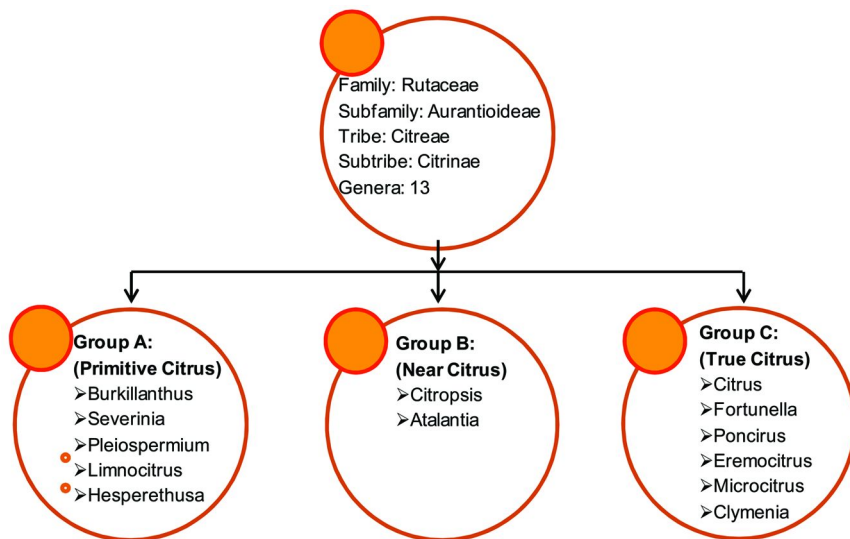 Family: Rutaceae
Subfamily: Aurantioideae
Tribe: Citreae
Subtribe: Citrinae
Genera: 13
Group A:
(Primitive Citrus)
➢Burkillanthus
➢Severinia
➢Pleiospermium
➢Limnocitrus
➢Hesperethusa
Group B:
(Near Citrus)
➢Citropsis
➢Atalantia
Group C:
(True Citrus)
➢Citrus
➢Fortunella
➢Poncirus
➢Eremocitrus
➢Microcitrus
➢Clymenia